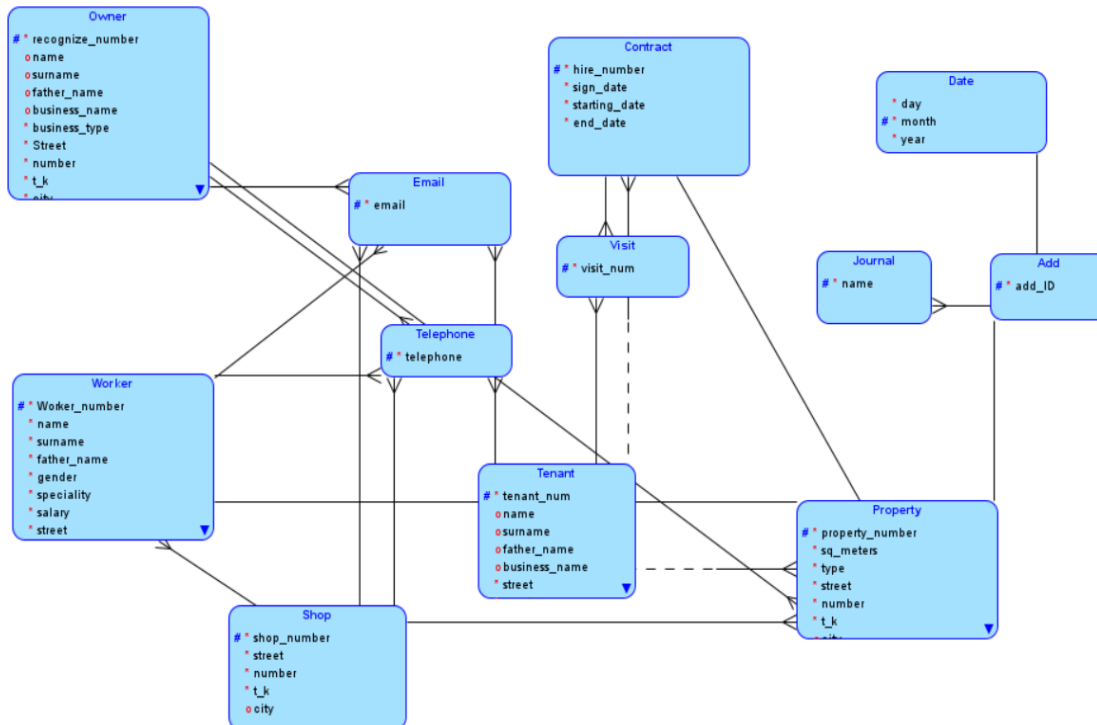 Owner
# * recognize_number
o name
o surname
o father_name
o business_name
* business_type
* Street
* number
* t_k
city
Contract
# * hire_number
* sign_date
* starting_date
* end_date
Date
* day
# * month
* year
Email
# * email
Visit
# * visit_num
Journal
# * name
Add
# * add_ID
Telephone
# * telephone
Worker
# * Worker_number
* name
* surname
* father_name
* gender
* speciality
* salary
* street
Tenant
# * tenant_num
o name
o surname
o father_name
o business_name
* street
Property
# * property_number
* sq_meters
* type
* street
* number
* t_k
city
Shop
# * shop_number
* street
* number
* t_k
o city